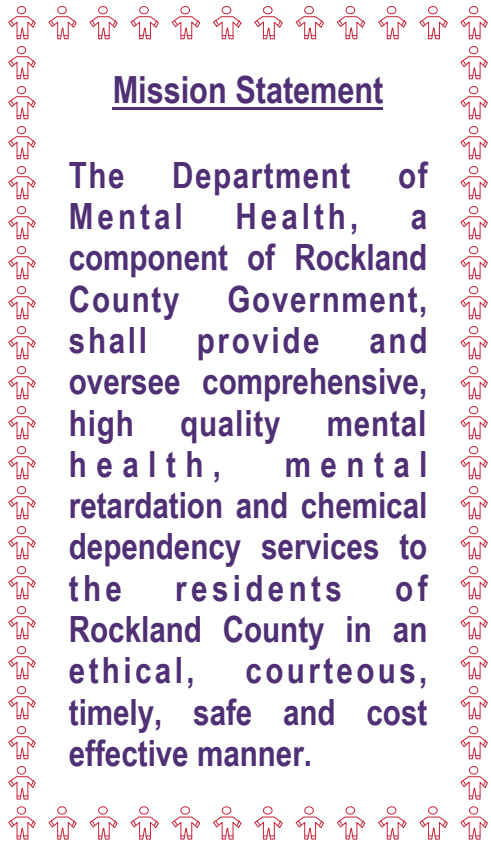 Mission Statement
The Department of
Mental Health, a
component of Rockland
County Government,
shall provide and
oversee comprehensive,
high quality mental
health, mental
retardation and chemical
dependency services to
the residents of
Rockland County in an
ethical, courteous,
timely, safe and cost
effective manner.